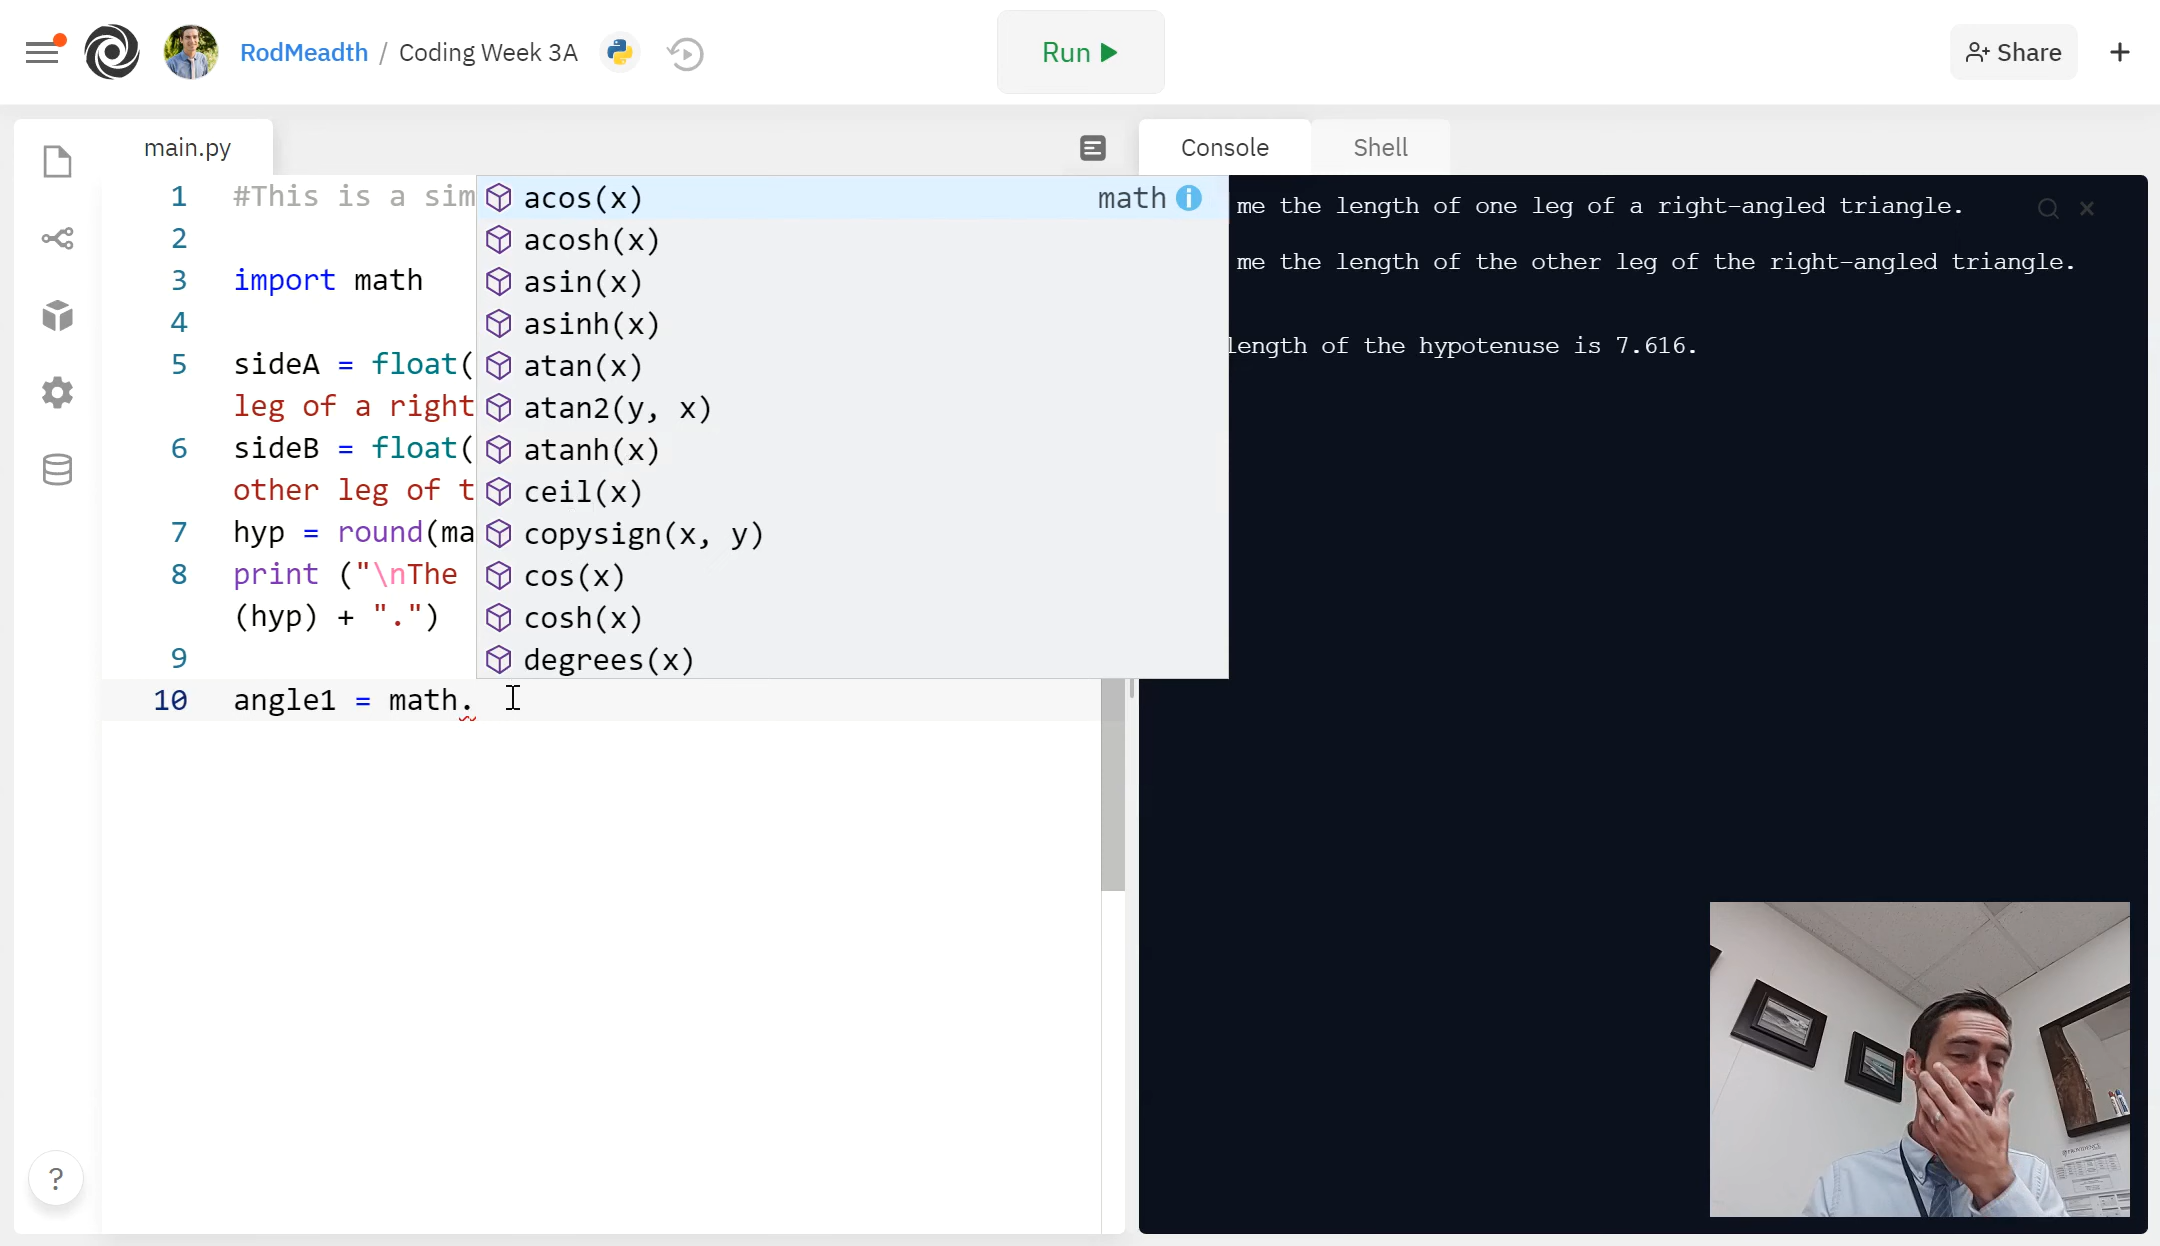 RodMeadth / Coding Week 3A
Run
Share
main.py
Console
Shell
1 #This is a sim
2
3 import math
4
5 sideA = float(
leg of a right
6 sideB = float(
other leg of t
7 hyp = round(ma
8 print ("\nThe
(hyp) + ".")
9
10 angle1 = math.
acos(x) math
acosh(x)
asin(x)
asinh(x)
atan(x)
atan2(y, x)
atanh(x)
ceil(x)
copysign(x, y)
cos(x)
cosh(x)
degrees(x)
me the length of one leg of a right-angled triangle.
me the length of the other leg of the right-angled triangle.
length of the hypotenuse is 7.616.
?
PROVIDENCE